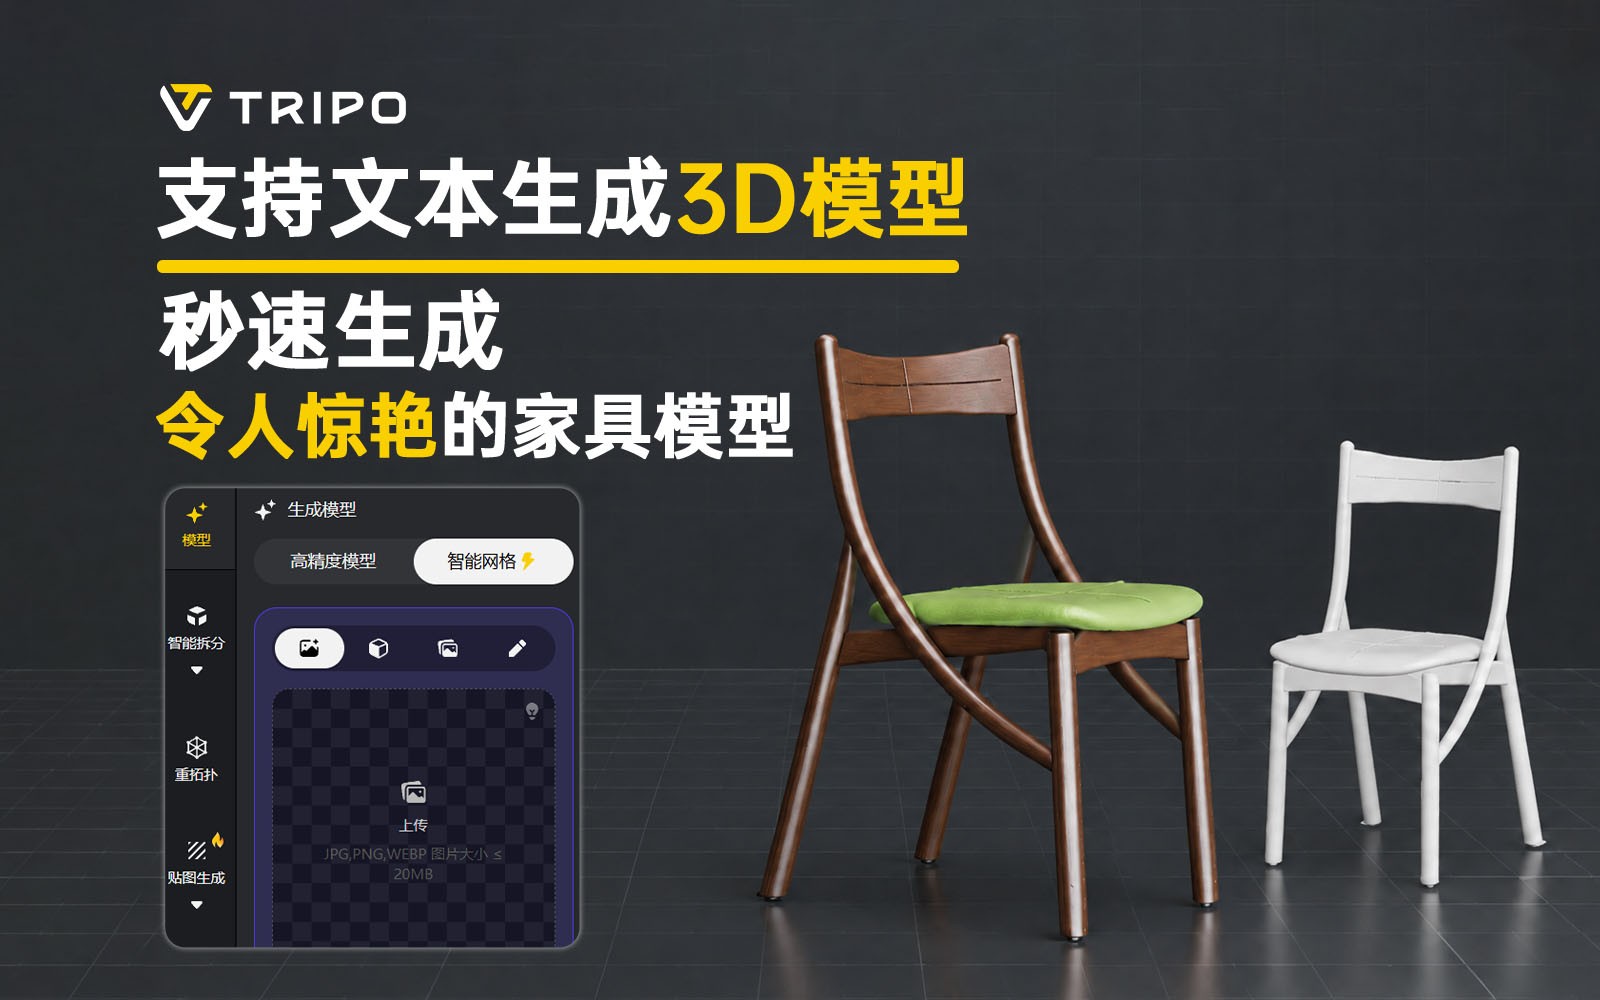 TRIPO
支持文本生成3D模型
秒速生成
令人惊艳的家具模型
模型
生成模型
高精度模型
智能网格
智能拆分
重拓扑
贴图生成
上传
JPG,PNG,WEBP 图片大小 ≤
20MB